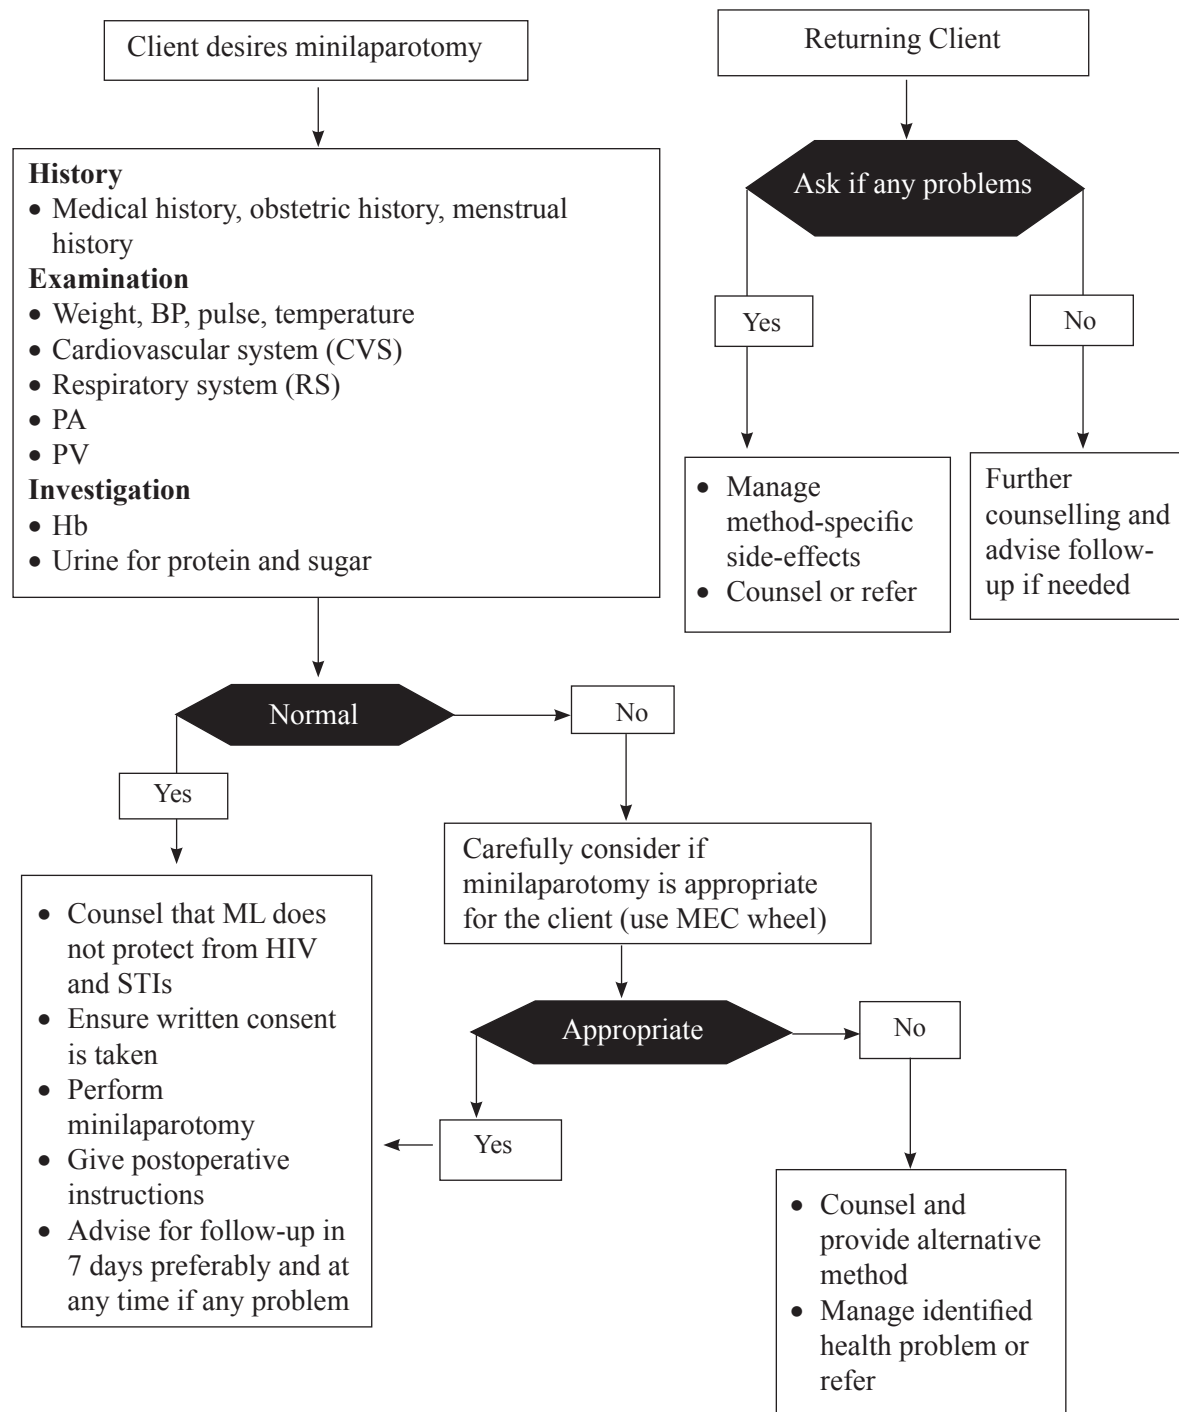 Client desires minilaparotomy
History
• Medical history, obstetric history, menstrual
history
Examination
• Weight, BP, pulse, temperature
• Cardiovascular system (CVS)
• Respiratory system (RS)
• PA
• PV
Investigation
• Hb
• Urine for protein and sugar
Normal
No
Yes
• Counsel that ML does
not protect from HIV
and STIs
• Ensure written consent
is taken
• Perform
minilaparotomy
• Give postoperative
instructions
• Advise for follow-up in
7 days preferably and at
any time if any problem
Carefully consider if
minilaparotomy is appropriate
for the client (use MEC wheel)
Appropriate
Yes
No
• Counsel and
provide alternative
method
• Manage identified
health problem or
refer
Returning Client
Ask if any problems
Yes
No
• Manage
method-specific
side-effects
• Counsel or refer
Further
counselling and
advise follow-
up if needed